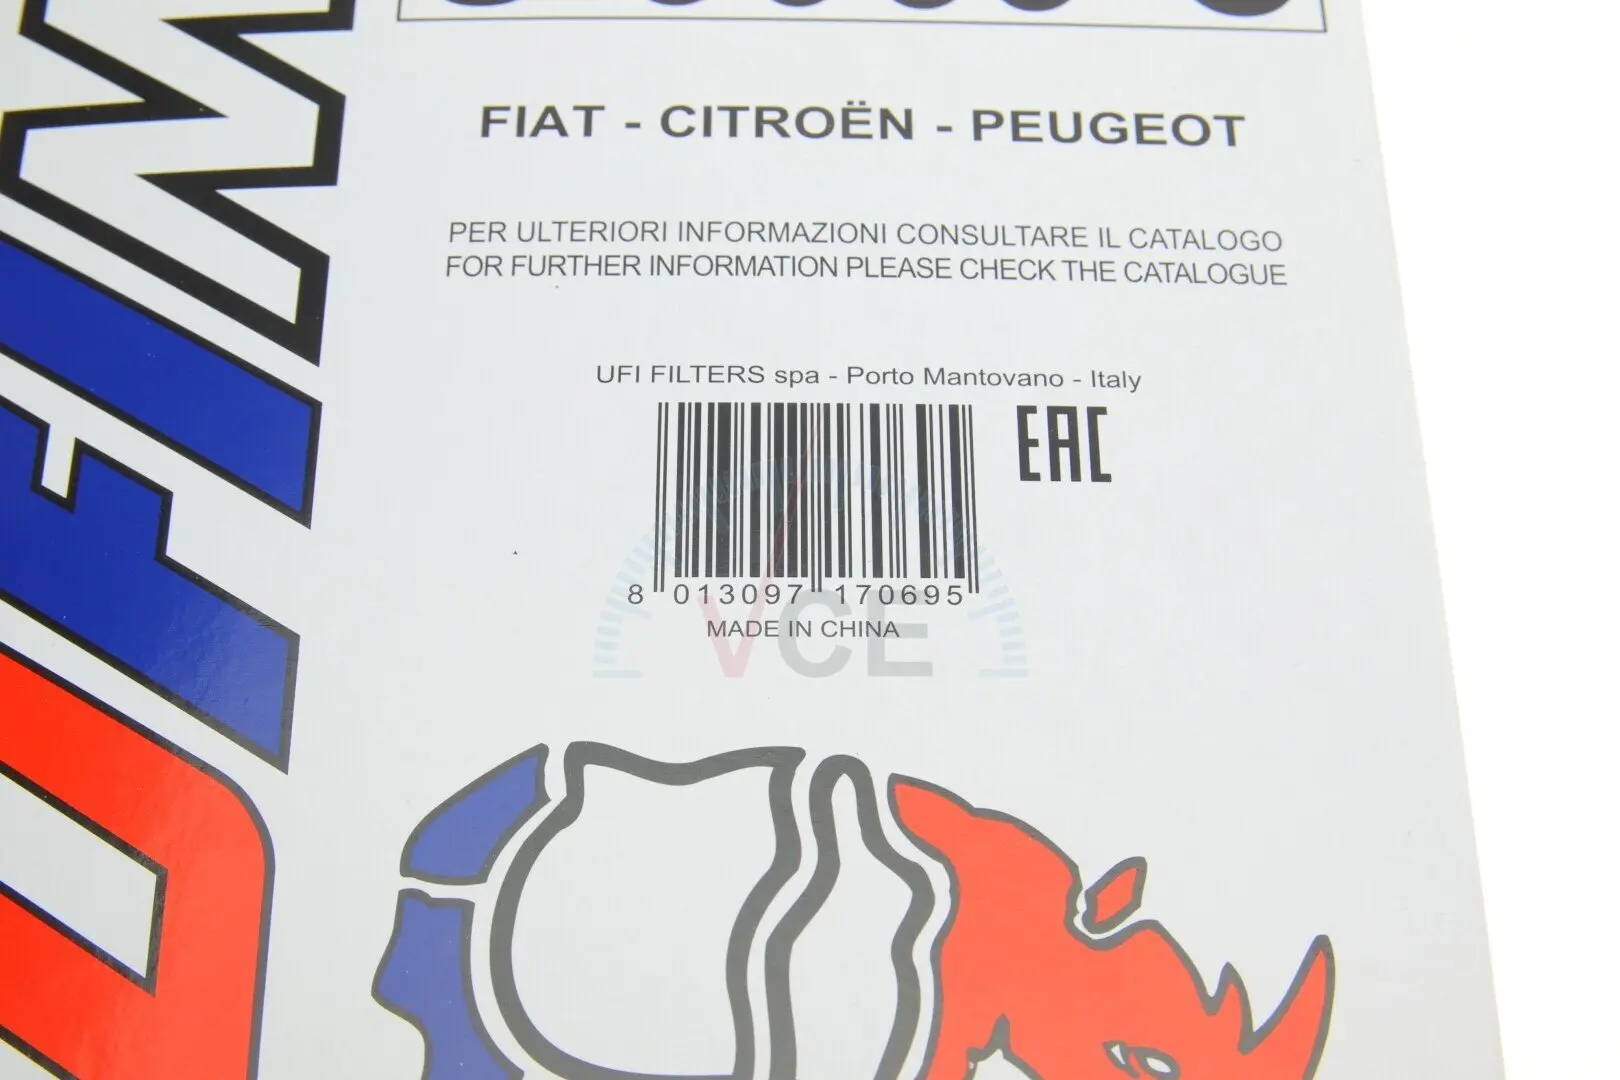 FIAT - CITROËN - PEUGEOT
PER ULTERIORI INFORMAZIONI CONSULTARE IL CATALOGO
FOR FURTHER INFORMATION PLEASE CHECK THE CATALOGUE
UFI FILTERS spa - Porto Mantovano - Italy
EAC
8 013097 170695
MADE IN CHINA
VCE